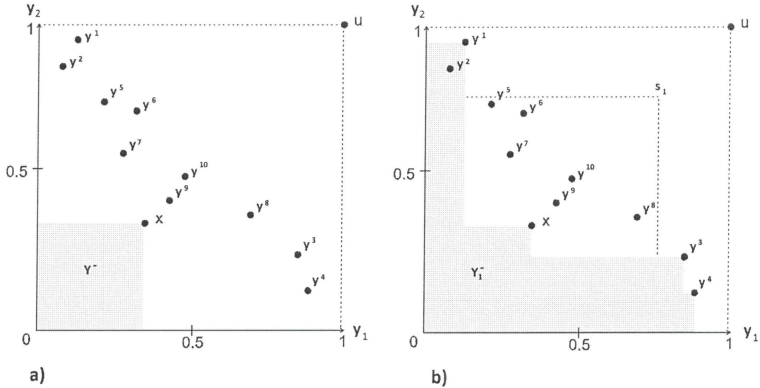 y₂
1
u
y¹
y²
y⁵
y⁶
y⁷
0.5
y¹⁰
y⁹
y⁸
x
y³
Y⁻
y⁴
0
0.5
1
y₁
a)
y₂
1
u
y¹
y²
s₁
y⁵
y⁶
y⁷
0.5
y¹⁰
y⁹
y⁸
x
y³
Y₁⁻
y⁴
0
0.5
1
y₁
b)